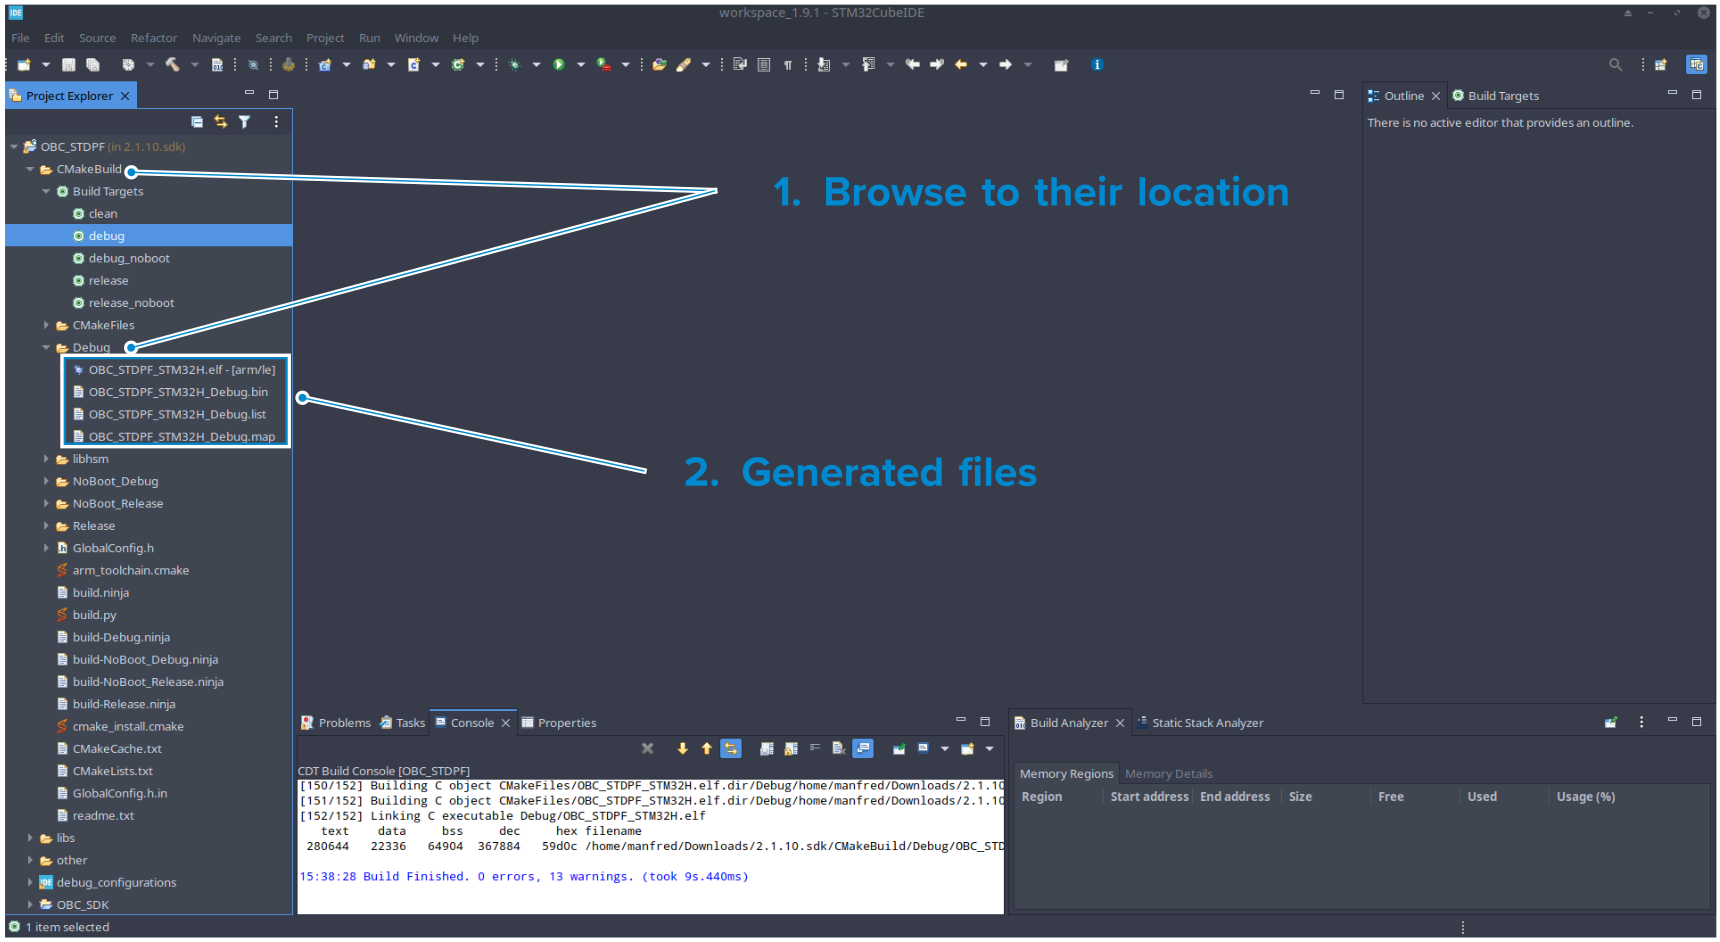 IDE
workspace_1.9.1 - STM32CubeIDE
File Edit Source Refactor Navigate Search Project Run Window Help
Project Explorer
OBC_STDPF (in 2.1.10.sdk)
CMakeBuild
Build Targets
clean
debug
debug_noboot
release
release_noboot
CMakeFiles
Debug
OBC_STDPF_STM32H.elf - [arm/le]
OBC_STDPF_STM32H_Debug.bin
OBC_STDPF_STM32H_Debug.list
OBC_STDPF_STM32H_Debug.map
libhsm
NoBoot_Debug
NoBoot_Release
Release
GlobalConfig.h
arm_toolchain.cmake
build.ninja
build.py
build-Debug.ninja
build-NoBoot_Debug.ninja
build-NoBoot_Release.ninja
build-Release.ninja
cmake_install.cmake
CMakeCache.txt
CMakeLists.txt
GlobalConfig.h.in
readme.txt
libs
other
debug_configurations
OBC_SDK
1 item selected
1. Browse to their location
2. Generated files
Outline Build Targets
There is no active editor that provides an outline.
Problems Tasks Console Properties
CDT Build Console [OBC_STDPF]
[150/152] Building C object CMakeFiles/OBC_STDPF_STM32H.elf.dir/Debug/home/manfred/Downloads/2.1.10
[151/152] Building C object CMakeFiles/OBC_STDPF_STM32H.elf.dir/Debug/home/manfred/Downloads/2.1.10
[152/152] Linking C executable Debug/OBC_STDPF_STM32H.elf
text data bss dec hex filename
280644 22336 64904 367884 59d0c /home/manfred/Downloads/2.1.10.sdk/CMakeBuild/Debug/OBC_STD
15:38:28 Build Finished. 0 errors, 13 warnings. (took 9s.440ms)
Build Analyzer Static Stack Analyzer
Memory Regions Memory Details
Region Start address End address Size Free Used Usage (%)